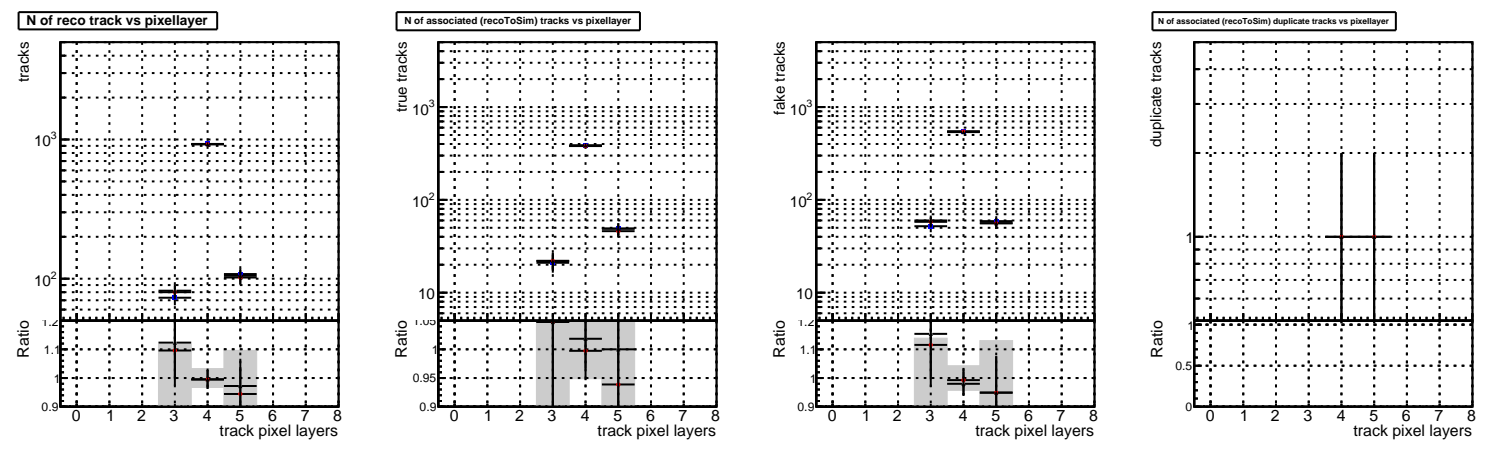 N of reco track vs pixellayer
tracks
10³
10²
Ratio
1.2
1.1
1
0.9
0 1 2 3 4 5 6 7 8
track pixel layers
N of associated (recoToSim) tracks vs pixellayer
true tracks
10³
10²
10
Ratio
1.05
1
0.95
0.9
0 1 2 3 4 5 6 7 8
track pixel layers
fake tracks
10³
10²
10
Ratio
1.2
1.1
1
0.9
0 1 2 3 4 5 6 7 8
track pixel layers
N of associated (recoToSim) duplicate tracks vs pixellayer
duplicate tracks
1
Ratio
1
0.5
0
0 1 2 3 4 5 6 7 8
track pixel layers